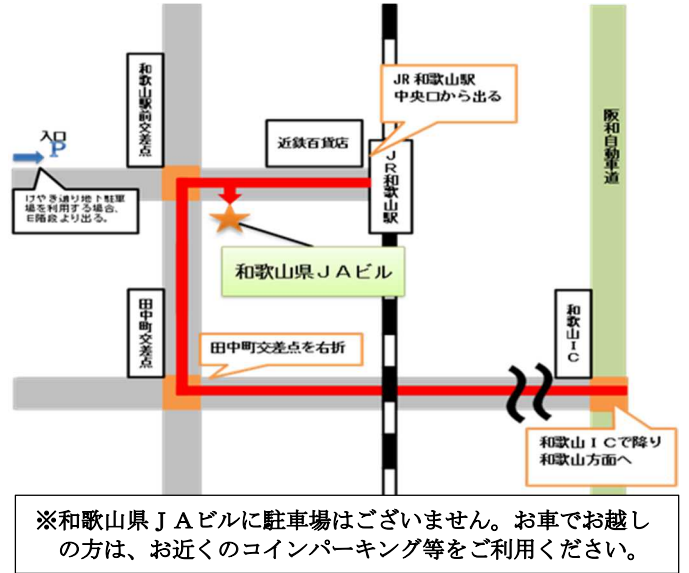 和歌山駅前交差点
JR 和歌山駅
中央口から出る
阪和自動車道
入口
P
近鉄百貨店
JR和歌山駅
けやき通り地下駐車
場を利用する場合、
E階段より出る。
和歌山県JAビル
田中町交差点
田中町交差点を右折
和歌山IC
和歌山ICで降り
和歌山方面へ
※和歌山県JAビルに駐車場はございません。お車でお越し
の方は、お近くのコインパーキング等をご利用ください。